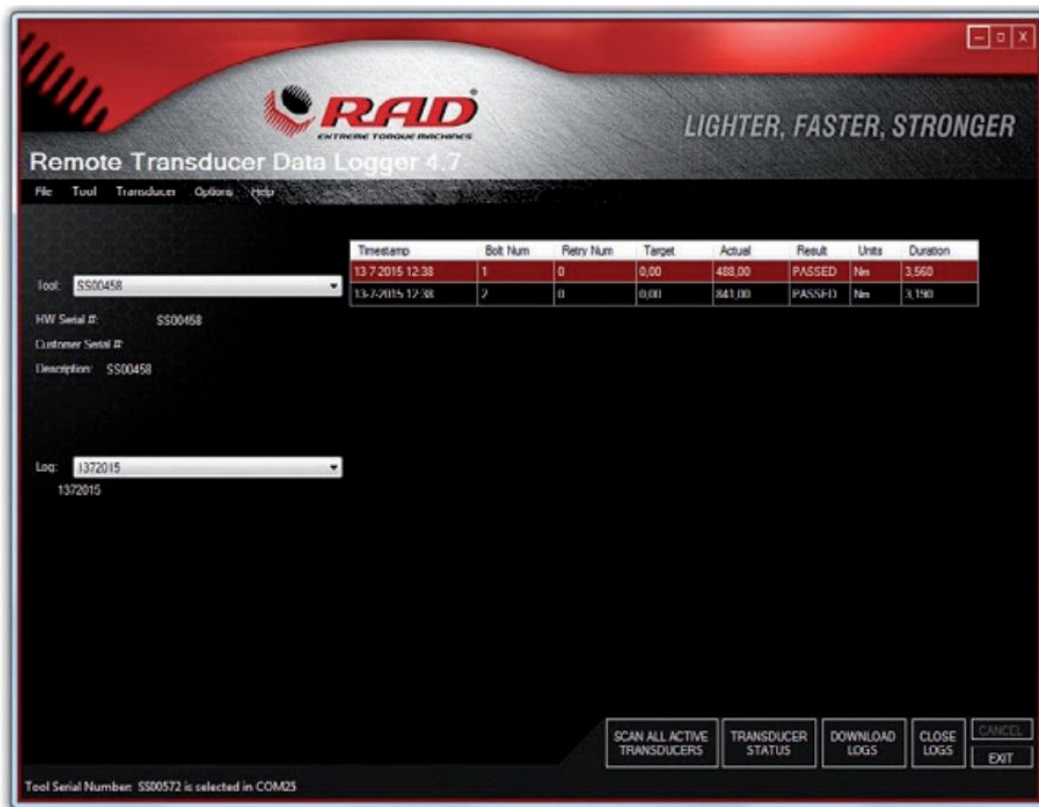 RAD®
EXTREME TORQUE MACHINES
LIGHTER, FASTER, STRONGER
Remote Transducer Data Logger 4.7
File Tool Transducer Options Help
Timestamp Bolt Num Retry Num Target Actual Result Units Duration
13-7-2015 12:38 1 0 0,00 488,00 PASSED Nm 3,560
13-7-2015 12:38 2 0 0,00 841,00 PASSED Nm 3,190
Tool: SS00458
HW Serial #: SS00458
Customer Serial #:
Description: SS00458
Log: 1372015
1372015
SCAN ALL ACTIVE TRANSDUCERS
TRANSDUCER STATUS
DOWNLOAD LOGS
CLOSE LOGS
CANCEL
EXIT
Tool Serial Number: SS00572 is selected in COM25